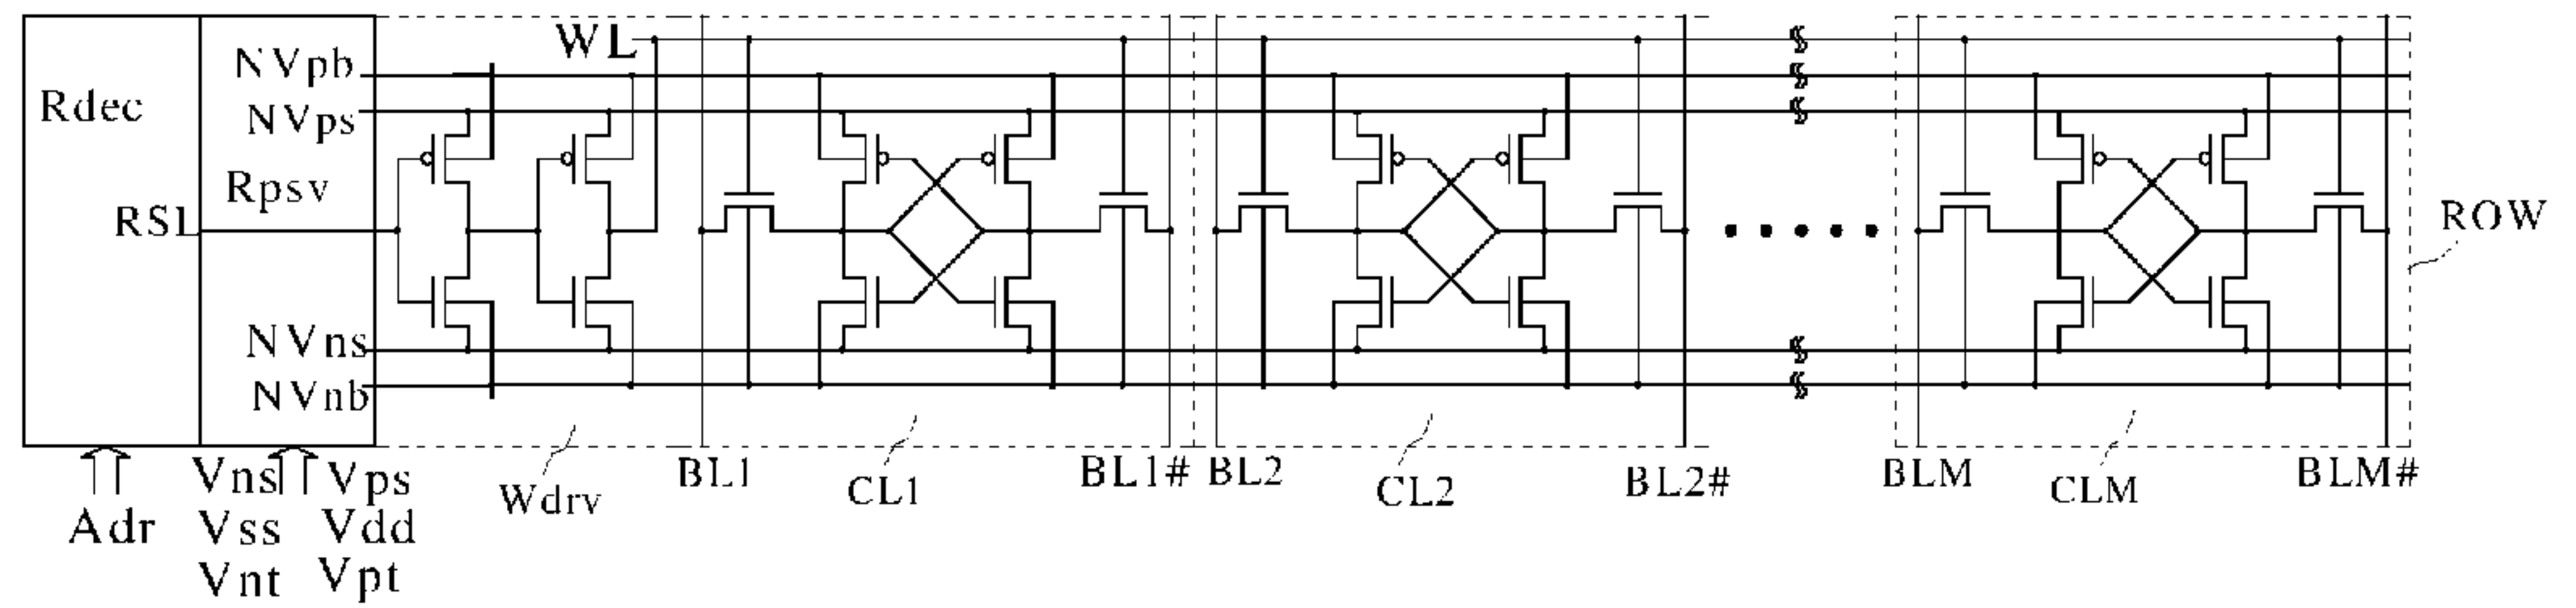 WL
NVpb
Rdec
NVps
Rpsv
RSL
ROW
NVns
NVnb
BL1 BL1# BL2 BL2# BLM BLM#
Wdrv CL1 CL2 CLM
Vns Vps
Adr Vss Vdd
Vnt Vpt